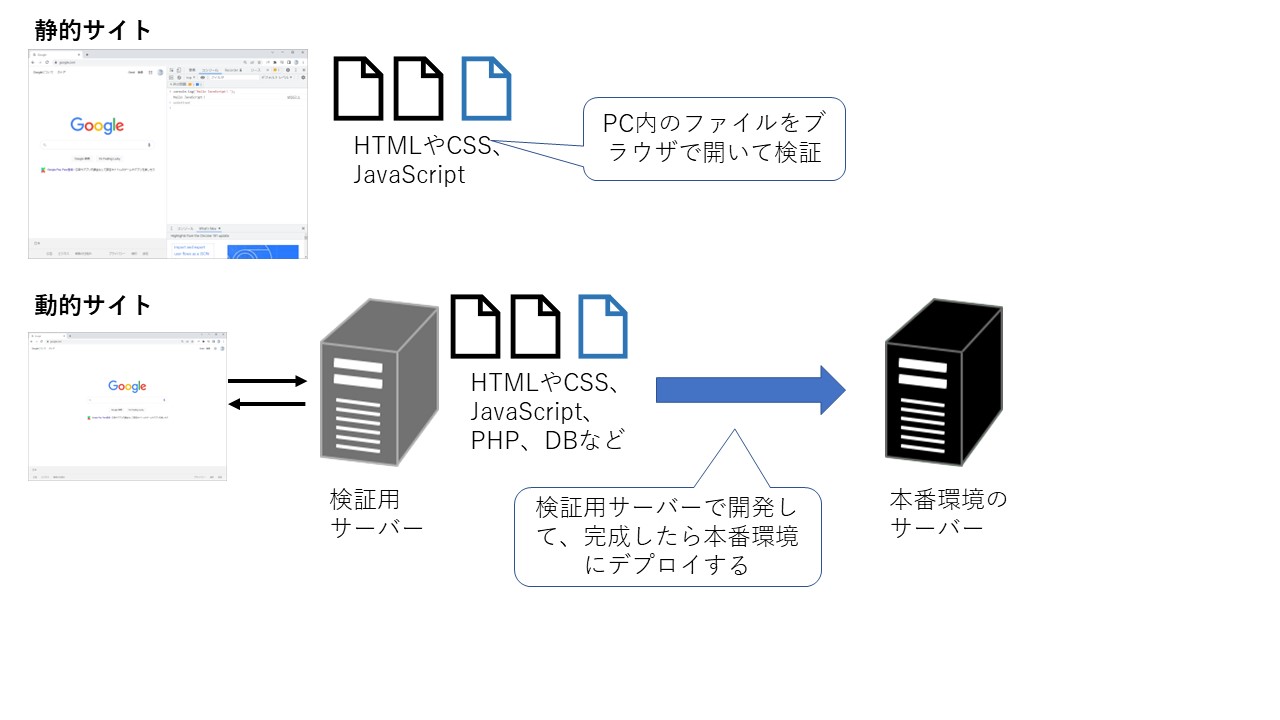 静的サイト
Google
HTMLやCSS、
JavaScript
PC内のファイルをブ
ラウザで開いて検証
動的サイト
Google
HTMLやCSS、
JavaScript、
PHP、DBなど
検証用
サーバー
検証用サーバーで開発し
て、完成したら本番環境
にデプロイする
本番環境の
サーバー